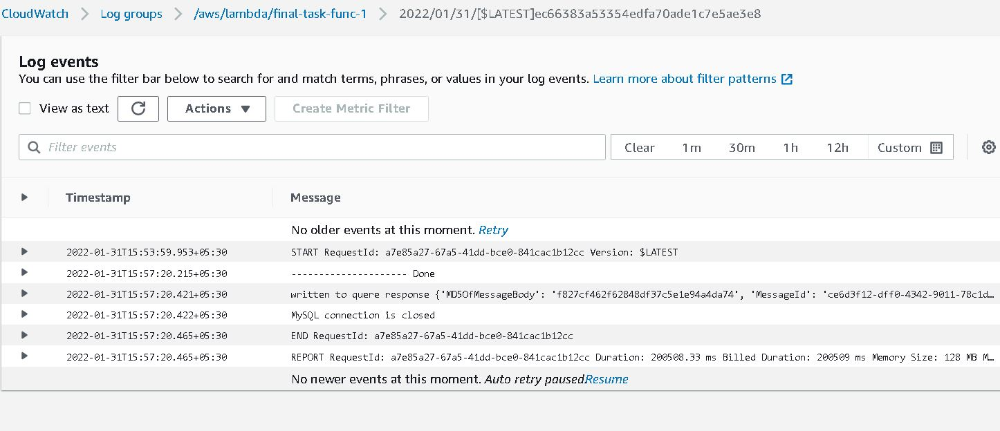 CloudWatch > Log groups > /aws/lambda/final-task-func-1 > 2022/01/31/[$LATEST]ec66383a53354edfa70ade1c7e5ae3e8
Log events
You can use the filter bar below to search for and match terms, phrases, or values in your log events. Learn more about filter patterns
View as text Actions ▼ Create Metric Filter
Filter events Clear 1m 30m 1h 12h Custom
Timestamp Message
No older events at this moment. Retry
2022-01-31T15:53:59.953+05:30 START RequestId: a7e85a27-67a5-41dd-bce0-841cac1b12cc Version: $LATEST
2022-01-31T15:57:20.215+05:30 --------------------- Done
2022-01-31T15:57:20.421+05:30 written to quere response {'MD5OfMessageBody': 'f827cf462f62848df37c5e1e94a4da74', 'MessageId': 'ce6d3f12-dff0-4342-9011-78c1d…
2022-01-31T15:57:20.422+05:30 MySQL connection is closed
2022-01-31T15:57:20.465+05:30 END RequestId: a7e85a27-67a5-41dd-bce0-841cac1b12cc
2022-01-31T15:57:20.465+05:30 REPORT RequestId: a7e85a27-67a5-41dd-bce0-841cac1b12cc Duration: 200508.33 ms Billed Duration: 200509 ms Memory Size: 128 MB M…
No newer events at this moment. Auto retry paused. Resume